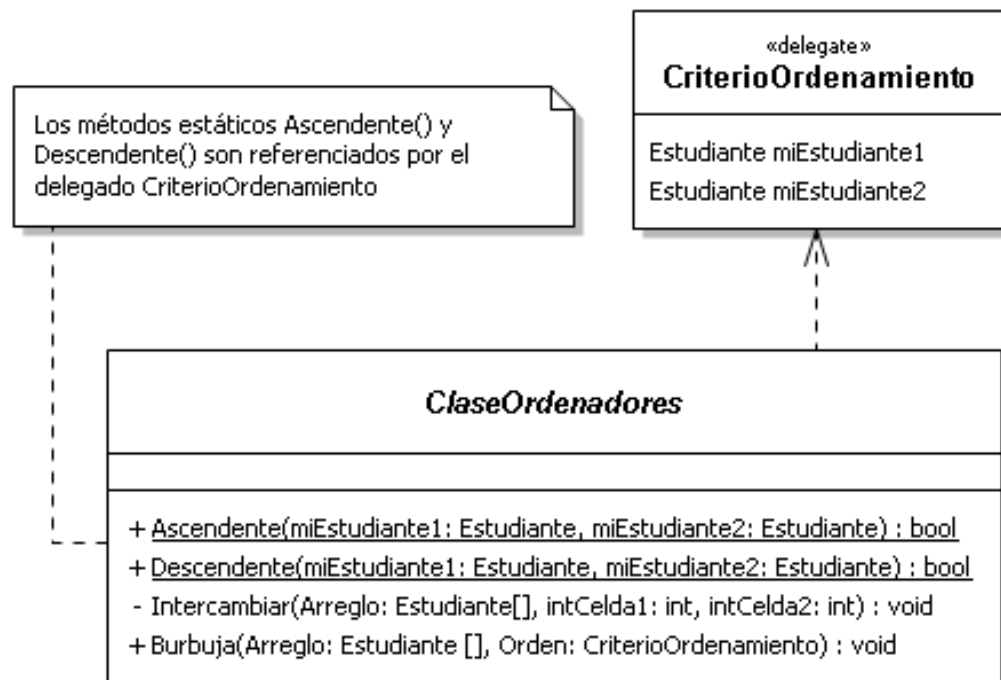 «delegate»
CriterioOrdenamiento
Estudiante miEstudiante1
Estudiante miEstudiante2
Los métodos estáticos Ascendente() y
Descendente() son referenciados por el
delegado CriterioOrdenamiento
ClaseOrdenadores
+ Ascendente(miEstudiante1: Estudiante, miEstudiante2: Estudiante) : bool
+ Descendente(miEstudiante1: Estudiante, miEstudiante2: Estudiante) : bool
- Intercambiar(Arreglo: Estudiante[], intCelda1: int, intCelda2: int) : void
+ Burbuja(Arreglo: Estudiante [], Orden: CriterioOrdenamiento) : void